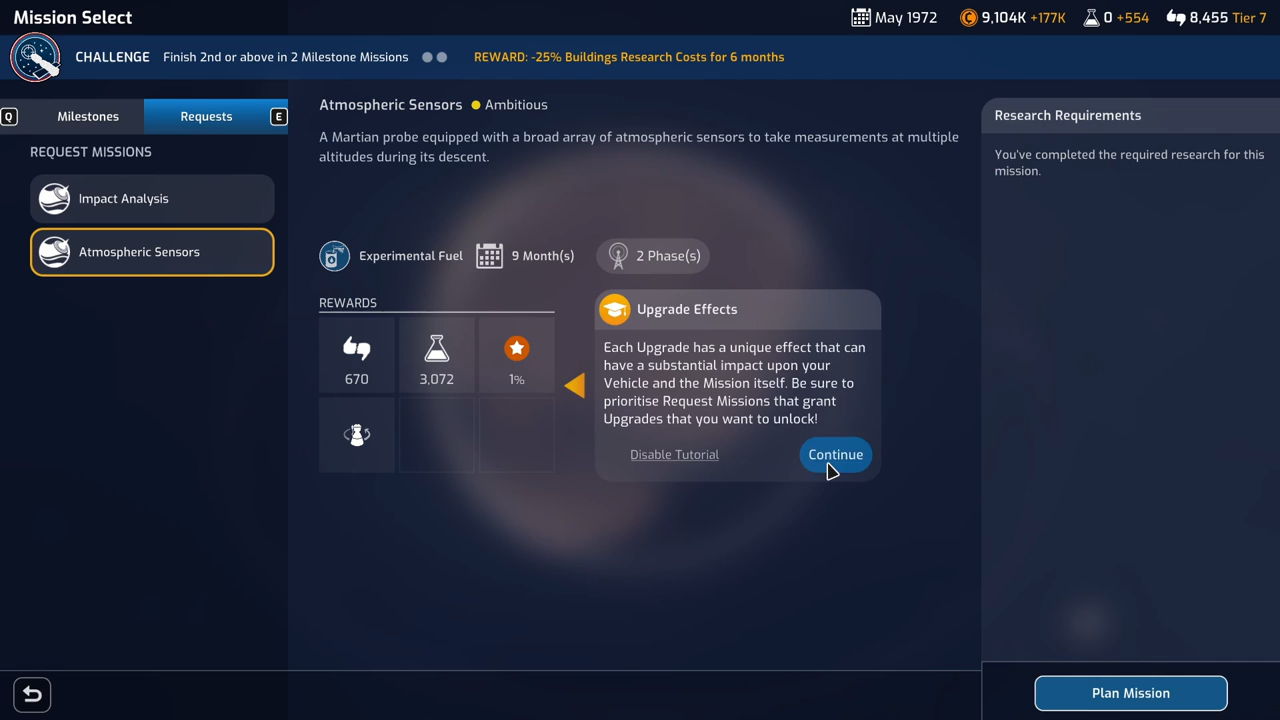 Mission Select
May 1972
9,104K +177K
0 +554
8,455 Tier 7
CHALLENGE Finish 2nd or above in 2 Milestone Missions
REWARD: -25% Buildings Research Costs for 6 months
Q
Milestones
Requests
E
REQUEST MISSIONS
Impact Analysis
Atmospheric Sensors
Atmospheric Sensors
Ambitious
A Martian probe equipped with a broad array of atmospheric sensors to take measurements at multiple
altitudes during its descent.
Experimental Fuel
9 Month(s)
2 Phase(s)
REWARDS
670
3,072
1%
Upgrade Effects
Each Upgrade has a unique effect that can
have a substantial impact upon your
Vehicle and the Mission itself. Be sure to
prioritise Request Missions that grant
Upgrades that you want to unlock!
Disable Tutorial
Continue
Research Requirements
You've completed the required research for this
mission.
Plan Mission